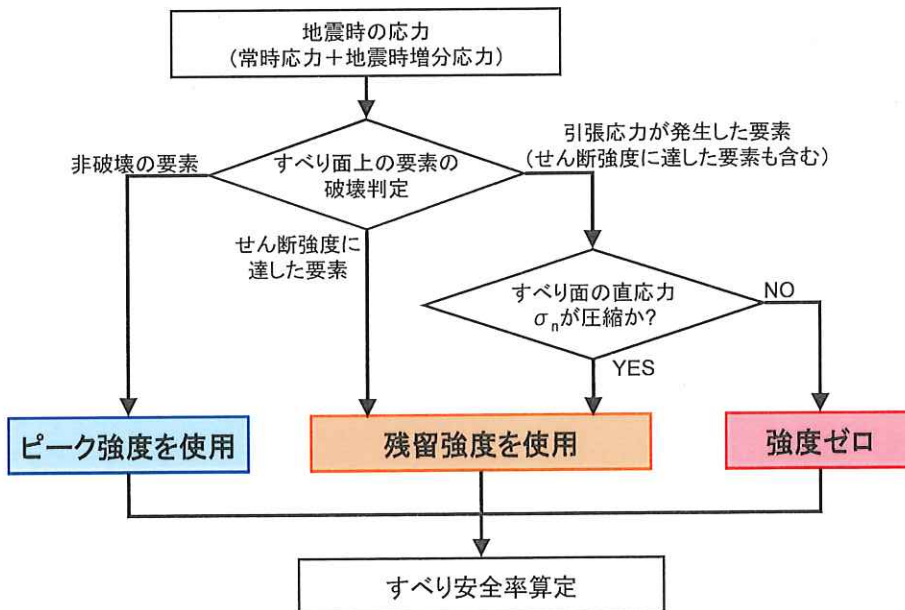 地震時の応力
(常時応力＋地震時増分応力)
すべり面上の要素の
破壊判定
非破壊の要素
引張応力が発生した要素
(せん断強度に達した要素も含む)
せん断強度に
達した要素
すべり面の直応力
σnが圧縮か?
NO
YES
ピーク強度を使用
残留強度を使用
強度ゼロ
すべり安全率算定